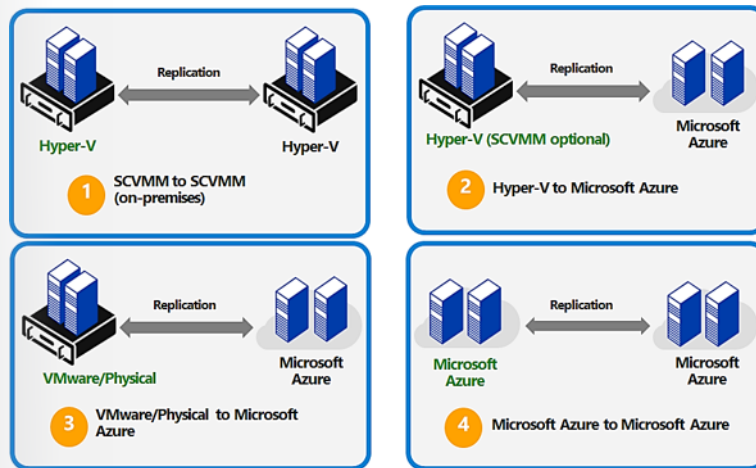 Replication
Hyper-V
Hyper-V
1
SCVMM to SCVMM
(on-premises)
Replication
Hyper-V (SCVMM optional)
Microsoft
Azure
2
Hyper-V to Microsoft Azure
Replication
VMware/Physical
Microsoft
Azure
3
VMware/Physical to Microsoft
Azure
Replication
Microsoft
Azure
Microsoft
Azure
4
Microsoft Azure to Microsoft Azure